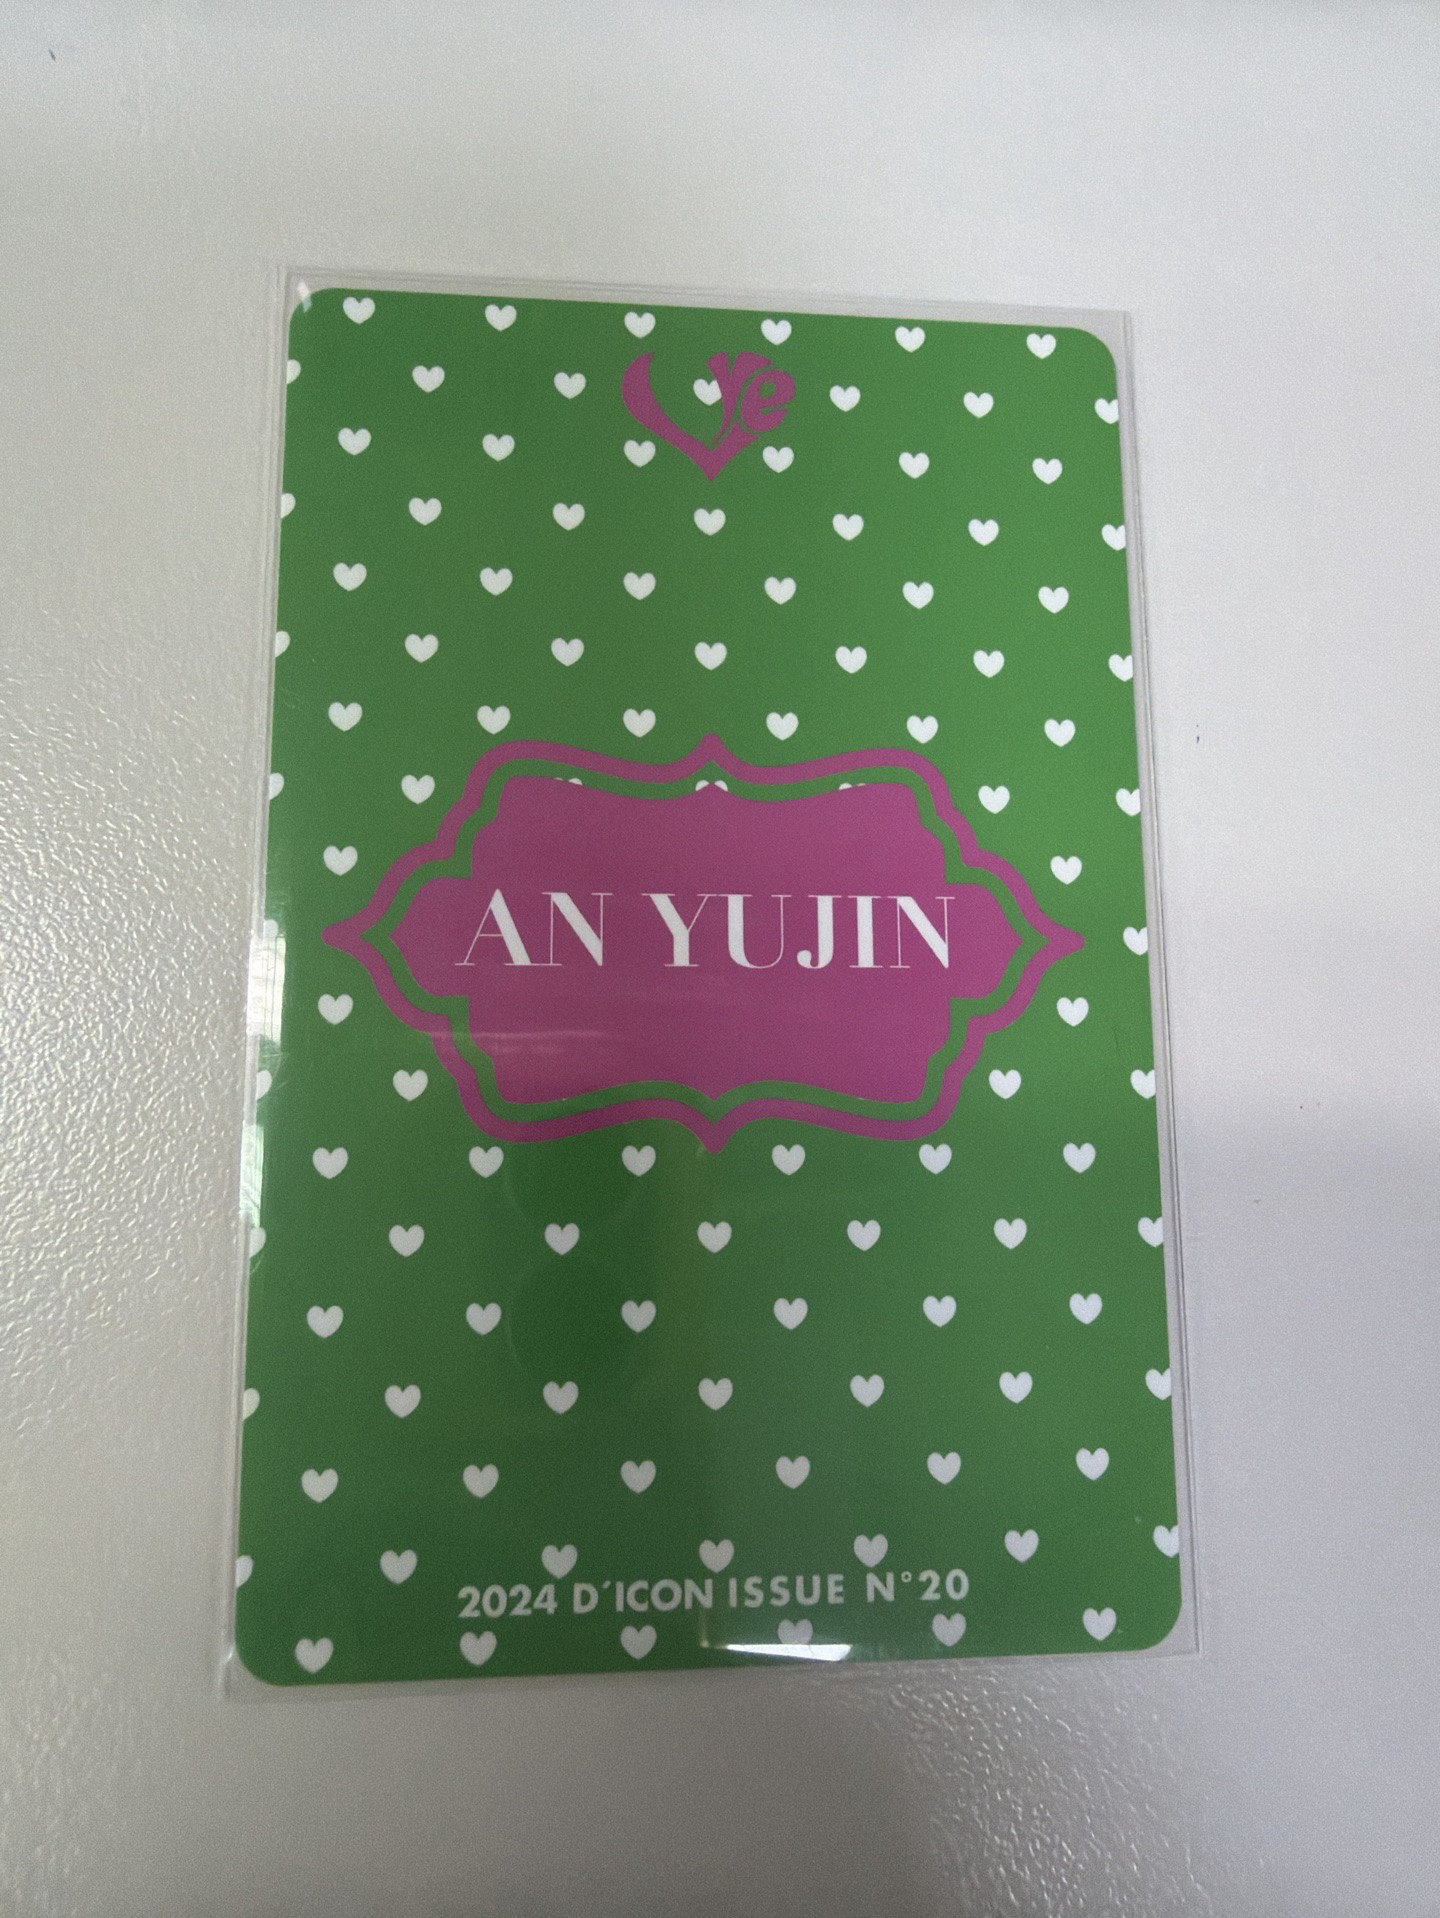 AN YUJIN
2024 D'ICON ISSUE N°20